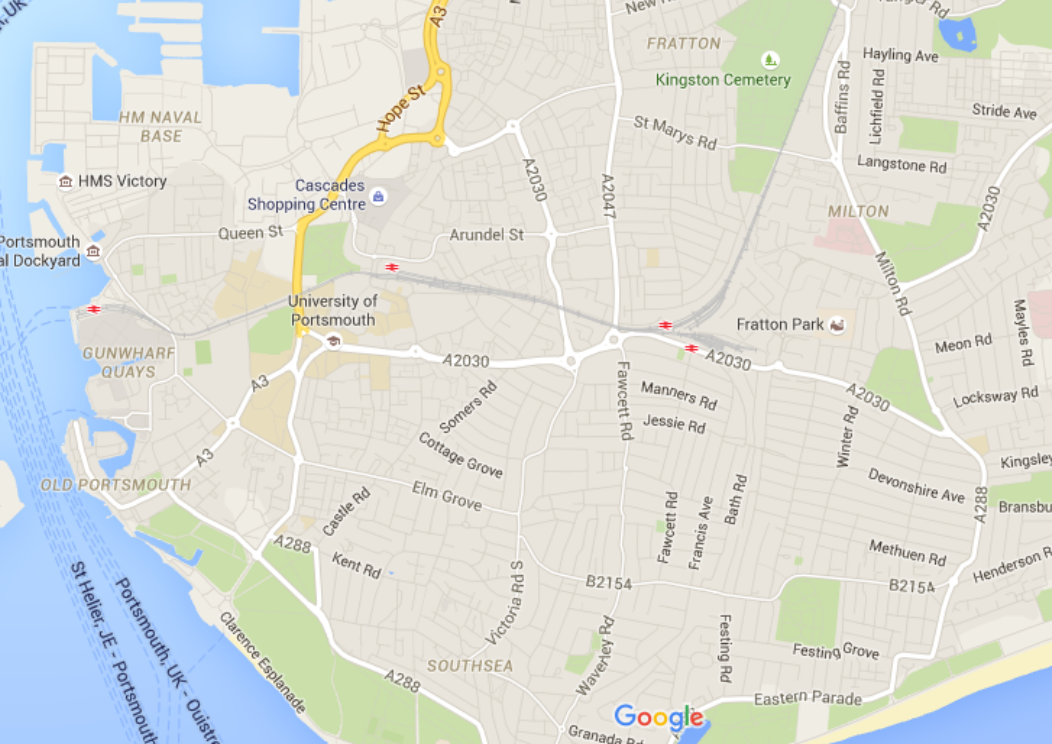 UK
A3
New R
FRATTON
Hayling Ave
Kingston Cemetery
Baffins Rd
Lichfield Rd
Stride Ave
Hope St
HM NAVAL
BASE
St Marys Rd
Langstone Rd
HMS Victory
Cascades
Shopping Centre
A2030
A2047
A2030
MILTON
Queen St
Arundel St
Portsmouth
al Dockyard
Milton Rd
University of
Portsmouth
Fratton Park
Mayles Rd
Meon Rd
GUNWHARF
QUAYS
A2030
A2030
A3
Manners Rd
A2030
Locksway Rd
Somers Rd
Fawcett Rd
Jessie Rd
Winter Rd
Cottage Grove
A3
Kingsley
OLD PORTSMOUTH
Elm Grove
Castle Rd
Bath Rd
Devonshire Ave
A288
Bransbu
Fawcett Rd
Francis Ave
A288
Kent Rd
Methuen Rd
Henderson R
B2154
B2154
St Helier, JE - Portsmouth
Portsmouth, UK - Ouistr
Victoria Rd S
Clarence Esplanade
Waverley Rd
Festing Rd
Festing Grove
SOUTHSEA
A288
Eastern Parade
Google
Granada Rd